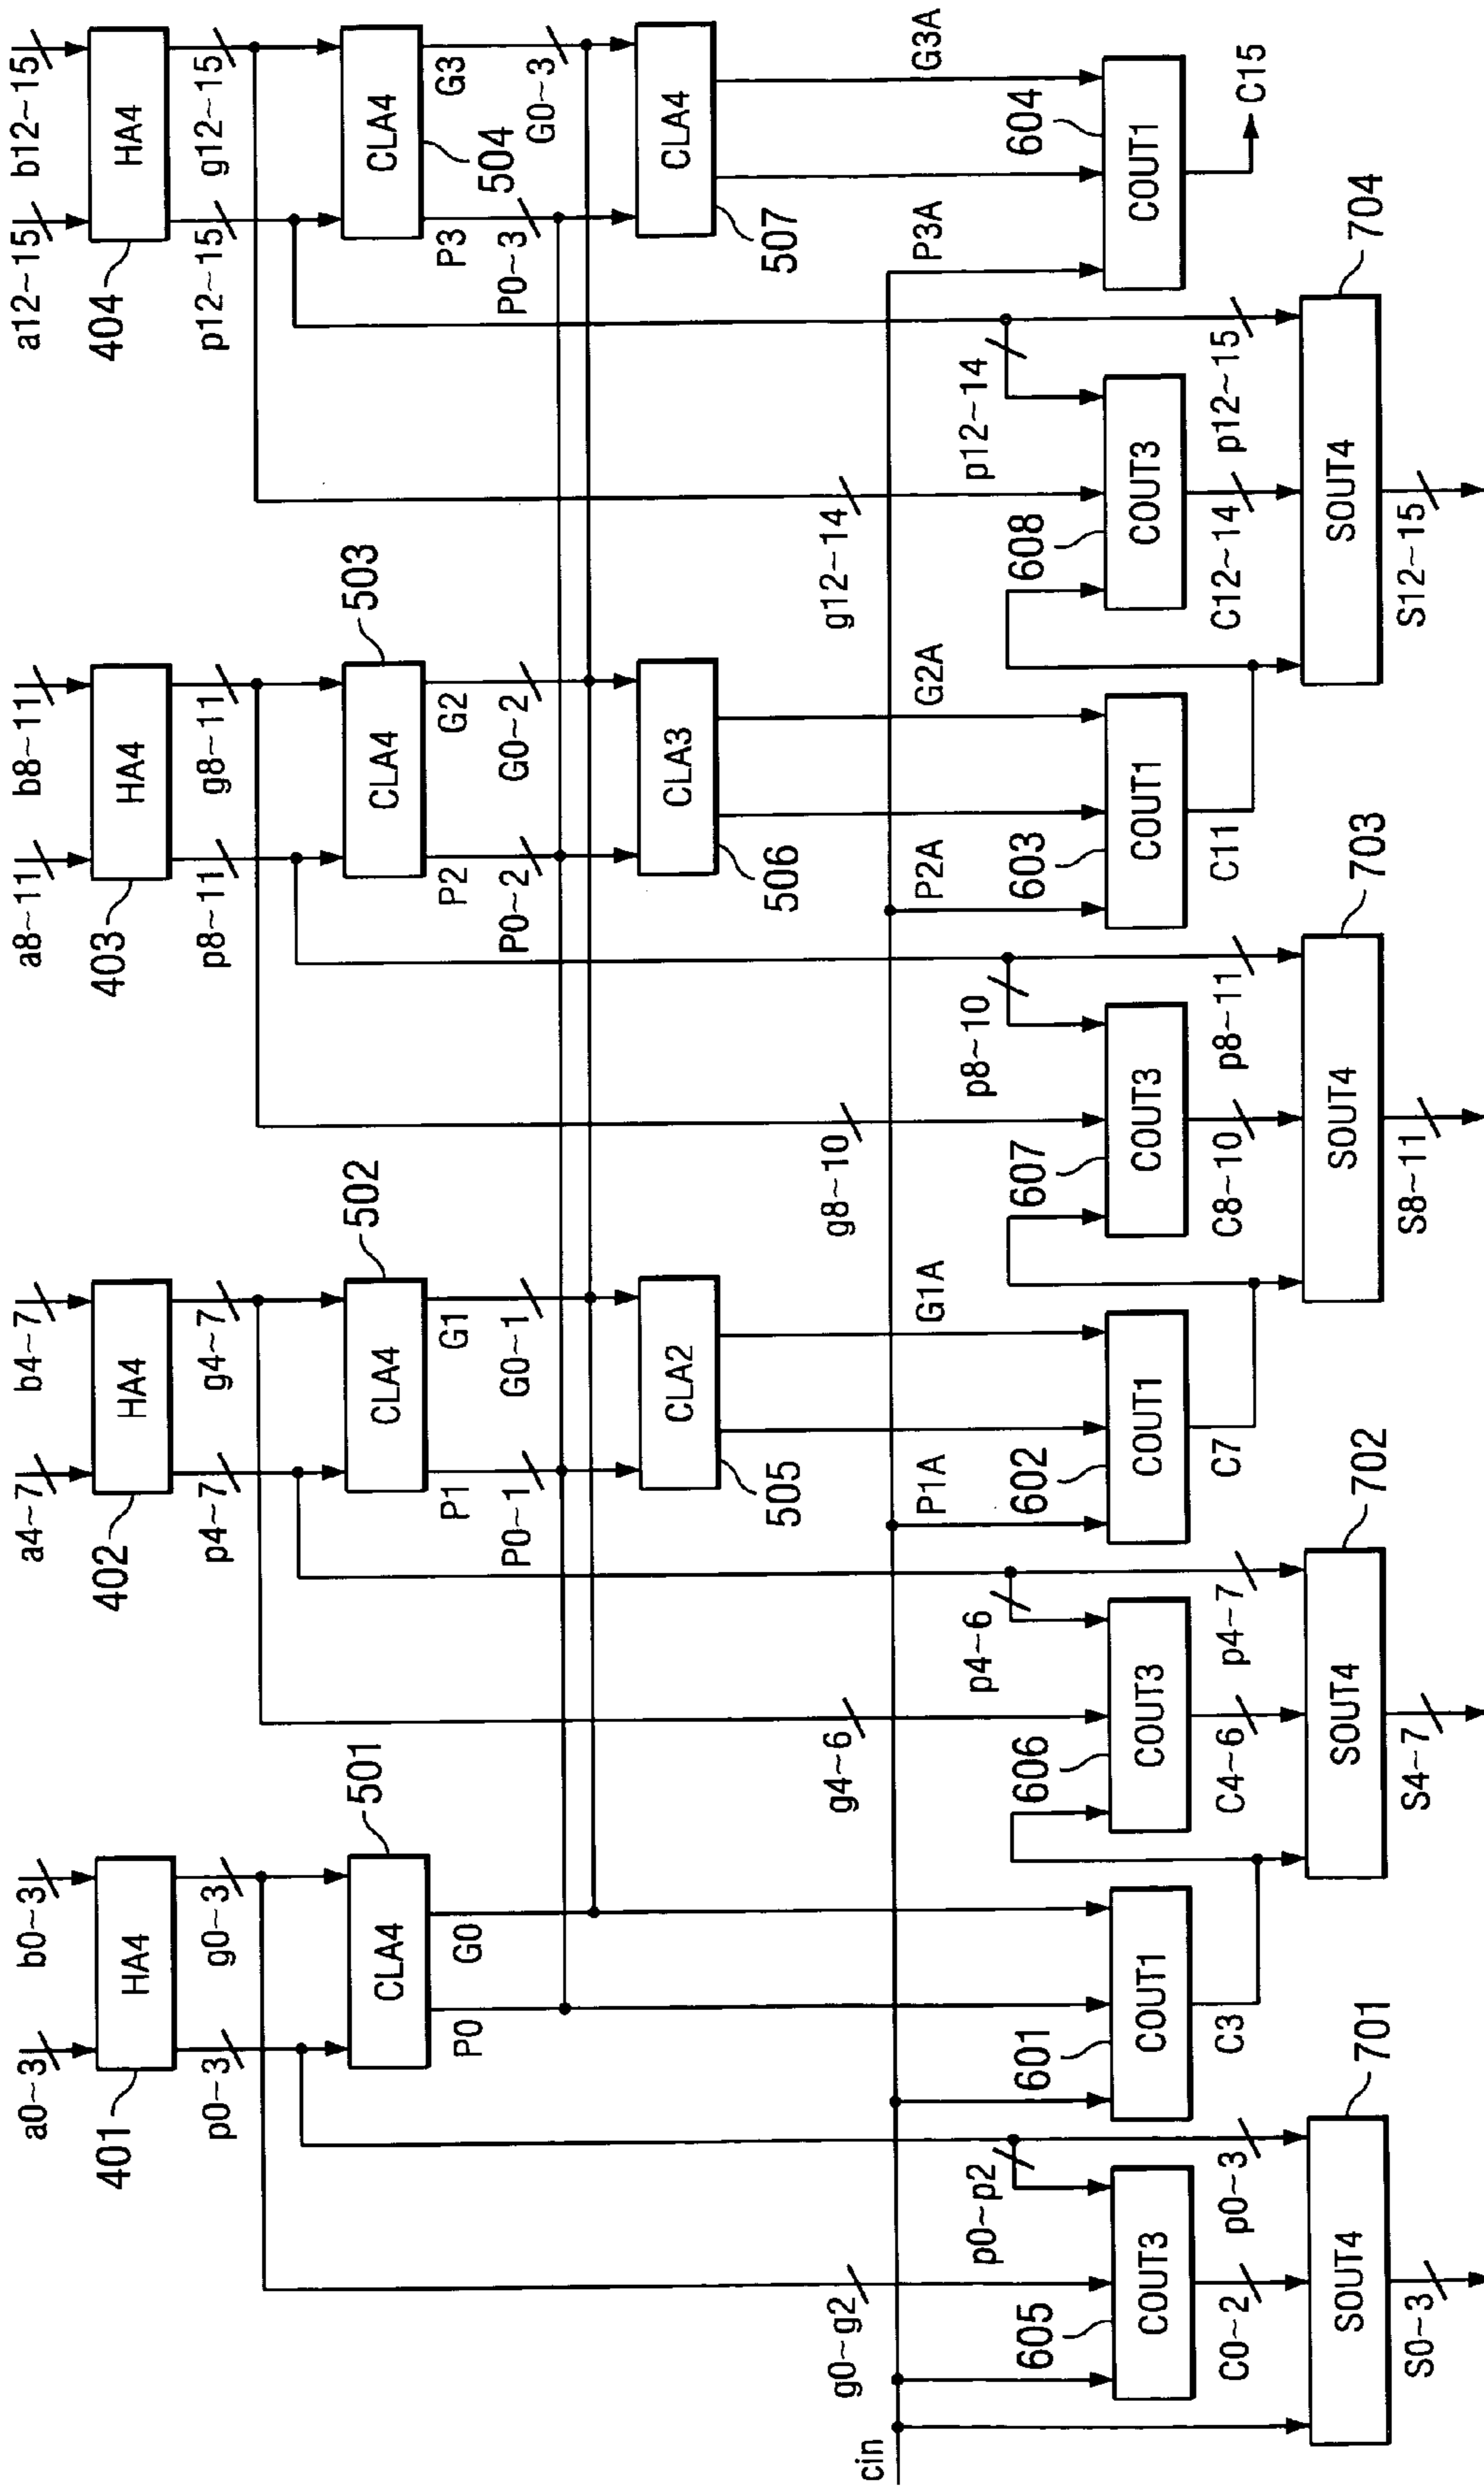 a0~3
b0~3
a4~7
b4~7
a8~11
b8~11
a12~15
b12~15
HA4
HA4
HA4
HA4
401
402
403
404
p0~3
g0~3
p4~7
g4~7
p8~11
g8~11
p12~15
g12~15
501
502
503
504
CLA4
CLA4
CLA4
CLA4
P0
G0
P1
G1
P2
G2
P3
G3
P0~1
G0~1
P0~2
G0~2
P0~3
G0~3
CLA2
CLA3
CLA4
505
506
507
g0~g2
g4~6
g8~10
g12~14
cin
P1A
G1A
P2A
G2A
P3A
G3A
p0~p2
p4~6
p8~10
p12~14
605
601
606
602
607
603
608
604
COUT3
COUT1
COUT3
COUT1
COUT3
COUT1
COUT3
COUT1
C0~2
p0~3
C3
C4~6
p4~7
C7
C8~10
p8~11
C11
C12~14
p12~15
C15
701
702
703
704
SOUT4
SOUT4
SOUT4
SOUT4
S0~3
S4~7
S8~11
S12~15